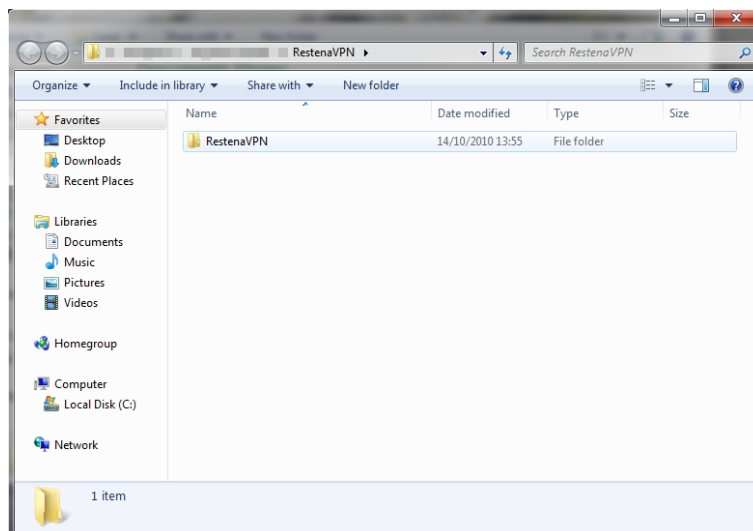 RestenaVPN
Search RestenaVPN
Organize
Include in library
Share with
New folder
Name
Date modified
Type
Size
RestenaVPN
14/10/2010 13:55
File folder
Favorites
Desktop
Downloads
Recent Places
Libraries
Documents
Music
Pictures
Videos
Homegroup
Computer
Local Disk (C:)
Network
1 item